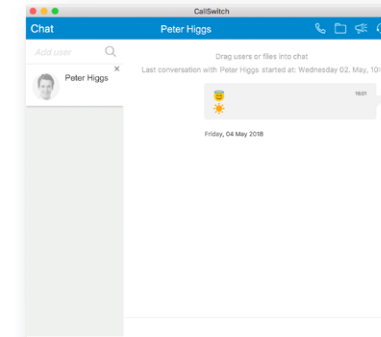 CallSwitch
Chat
Peter Higgs
Add user
Peter Higgs
Drag users or files into chat
Last conversation with Peter Higgs started at: Wednesday 02. May, 10:
Friday, 04 May 2018